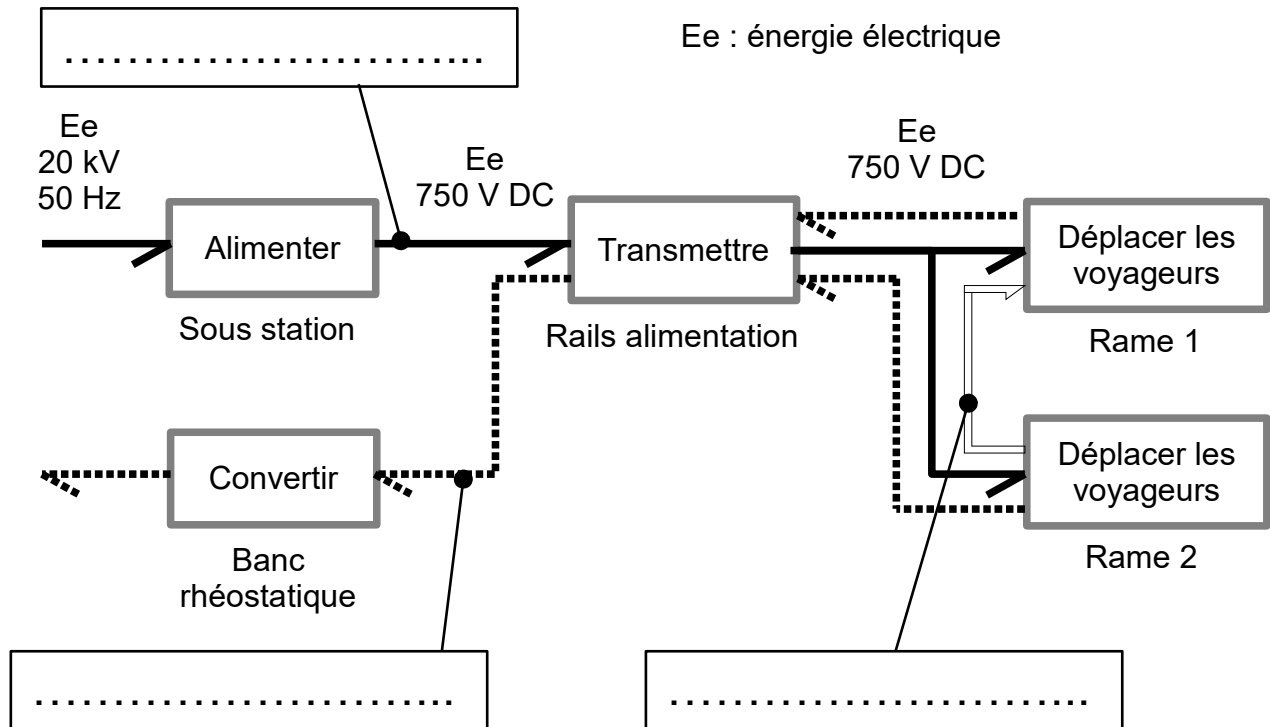 Ee : énergie électrique
...........................
Ee
20 kV
50 Hz
Ee
750 V DC
Ee
750 V DC
Alimenter
Sous station
Transmettre
Rails alimentation
Déplacer les
voyageurs
Rame 1
Convertir
Banc
rhéostatique
Déplacer les
voyageurs
Rame 2
...........................
...........................